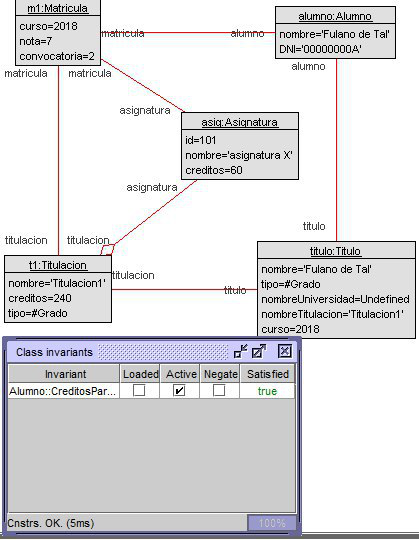 m1:Matricula
curso=2018
nota=7
convocatoria=2
matricula
alumno
alumno:Alumno
nombre='Fulano de Tal'
DNI='00000000A'
matricula
matricula
alumno
asignatura
asig:Asignatura
id=101
nombre='asignatura X'
creditos=60
asignatura
titulo
titulacion
titulacion
t1:Titulacion
nombre='Titulacion1'
creditos=240
tipo=#Grado
titulacion
titulo
titulo:Titulo
nombre='Fulano de Tal'
tipo=#Grado
nombreUniversidad=Undefined
nombreTitulacion='Titulacion1'
curso=2018
Class invariants
Invariant Loaded Active Negate Satisfied
Alumno::CreditosPar... true
Cnstrs. OK. (5ms) 100%